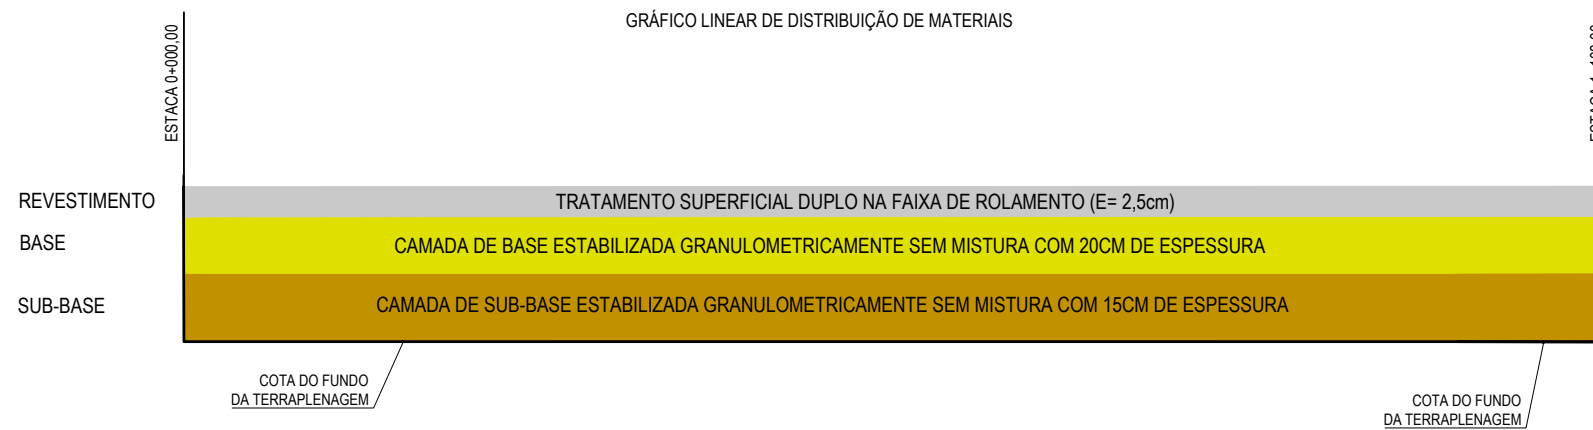 GRÁFICO LINEAR DE DISTRIBUIÇÃO DE MATERIAIS
ESTACA 0+000,00
REVESTIMENTO
TRATAMENTO SUPERFICIAL DUPLO NA FAIXA DE ROLAMENTO (E= 2,5cm)
BASE
CAMADA DE BASE ESTABILIZADA GRANULOMETRICAMENTE SEM MISTURA COM 20CM DE ESPESSURA
SUB-BASE
CAMADA DE SUB-BASE ESTABILIZADA GRANULOMETRICAMENTE SEM MISTURA COM 15CM DE ESPESSURA
COTA DO FUNDO
DA TERRAPLENAGEM
COTA DO FUNDO
DA TERRAPLENAGEM